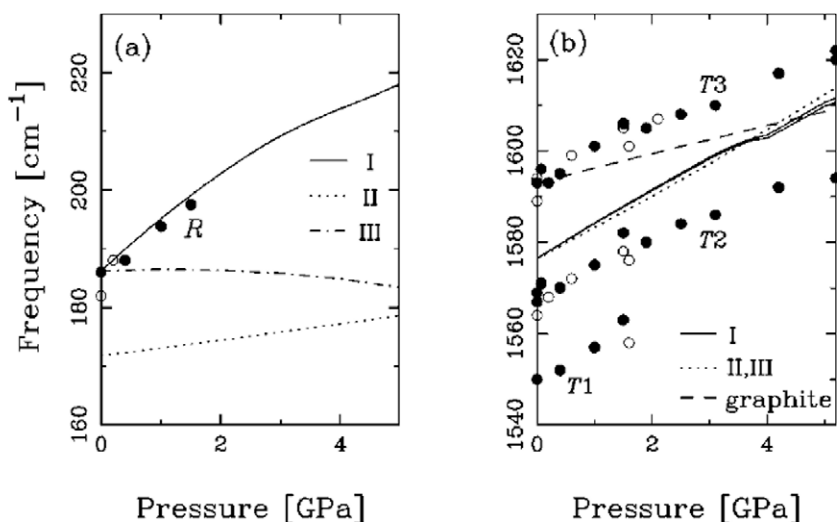 (a)
Frequency [cm⁻¹]
220
200
180
160
I
II
III
R
0
2
4
Pressure [GPa]
(b)
1620
1600
1580
1560
1540
T3
T2
T1
I
II,III
graphite
0
2
4
Pressure [GPa]